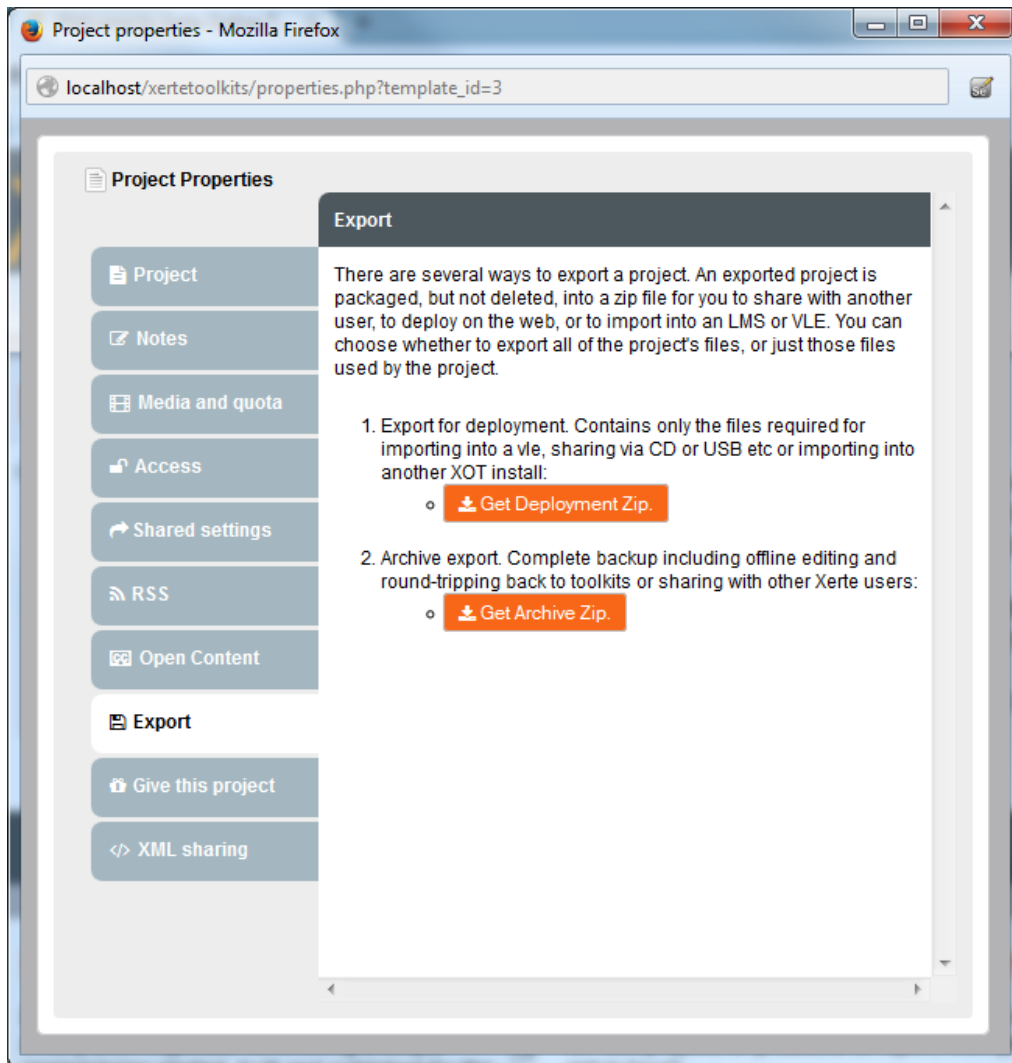 Project properties - Mozilla Firefox
localhost/xertetoolkits/properties.php?template_id=3
Project Properties
Project
Notes
Media and quota
Access
Shared settings
RSS
Open Content
Export
Give this project
XML sharing
Export
There are several ways to export a project. An exported project is
packaged, but not deleted, into a zip file for you to share with another
user, to deploy on the web, or to import into an LMS or VLE. You can
choose whether to export all of the project's files, or just those files
used by the project.
1. Export for deployment. Contains only the files required for
importing into a vle, sharing via CD or USB etc or importing into
another XOT install:
Get Deployment Zip.
2. Archive export. Complete backup including offline editing and
round-tripping back to toolkits or sharing with other Xerte users:
Get Archive Zip.